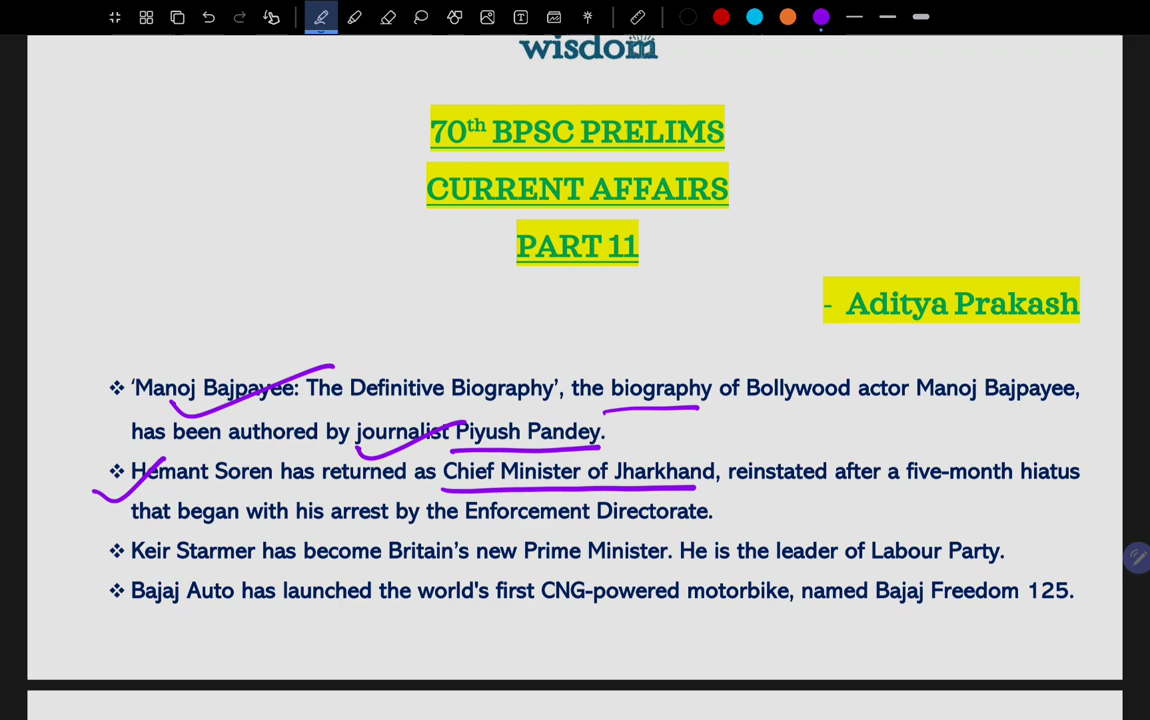 wisdom
70th BPSC PRELIMS
CURRENT AFFAIRS
PART 11
- Aditya Prakash
❖ ‘Manoj Bajpayee: The Definitive Biography’, the biography of Bollywood actor Manoj Bajpayee,
has been authored by journalist Piyush Pandey.
❖ Hemant Soren has returned as Chief Minister of Jharkhand, reinstated after a five-month hiatus
that began with his arrest by the Enforcement Directorate.
❖ Keir Starmer has become Britain’s new Prime Minister. He is the leader of Labour Party.
❖ Bajaj Auto has launched the world's first CNG-powered motorbike, named Bajaj Freedom 125.